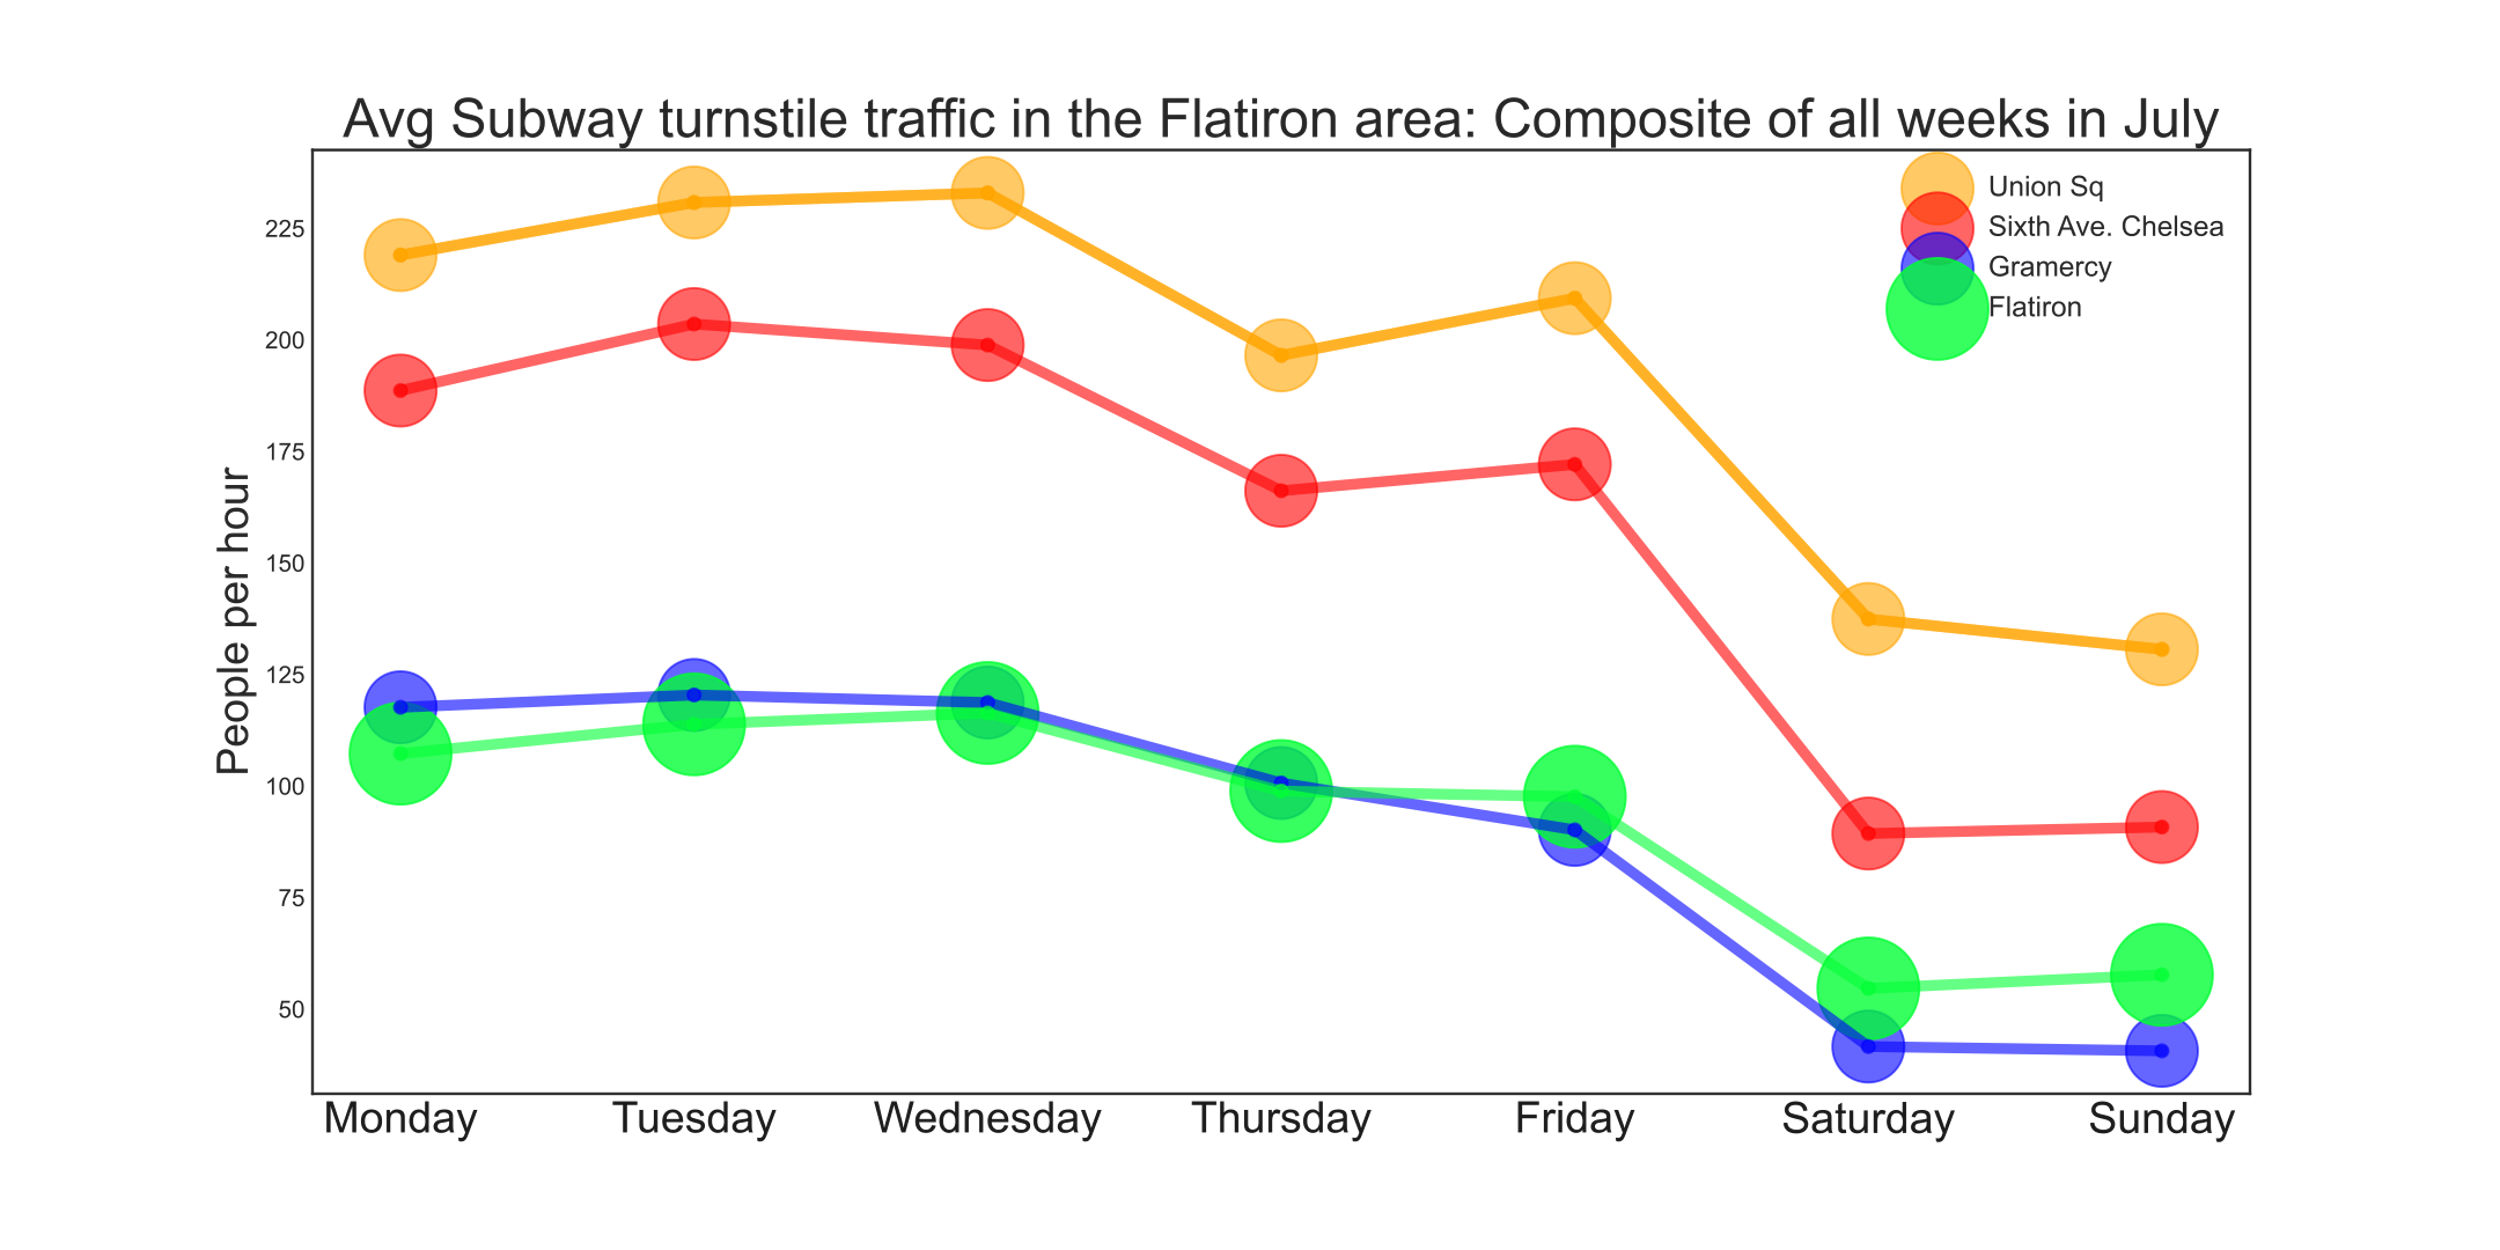 Avg Subway turnstile traffic in the Flatiron area: Composite of all weeks in July
Union Sq
Sixth Ave. Chelsea
Gramercy
Flatiron
People per hour
225
200
175
150
125
100
75
50
Monday Tuesday Wednesday Thursday Friday Saturday Sunday